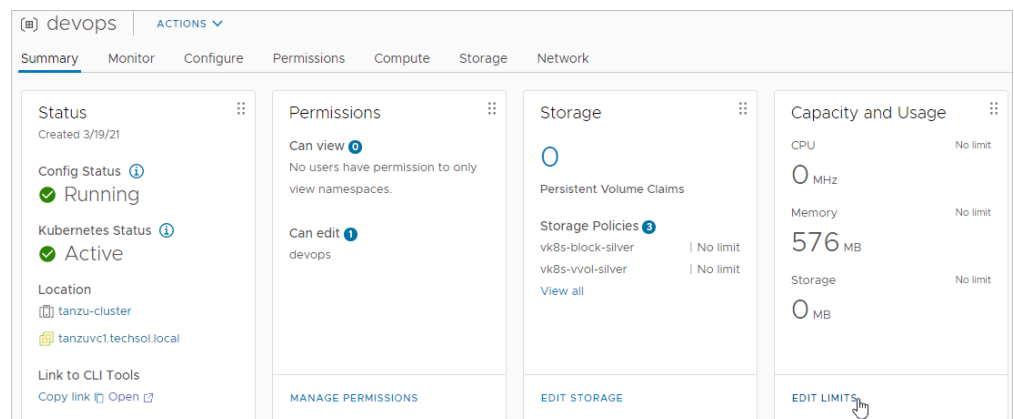 devops ACTIONS
Summary Monitor Configure Permissions Compute Storage Network
Status
Created 3/19/21
Config Status
Running
Kubernetes Status
Active
Location
tanzu-cluster
tanzuvc1.techsol.local
Link to CLI Tools
Copy link Open
Permissions
Can view 0
No users have permission to only
view namespaces.
Can edit 1
devops
MANAGE PERMISSIONS
Storage
0
Persistent Volume Claims
Storage Policies 3
vk8s-block-silver | No limit
vk8s-vvol-silver | No limit
View all
EDIT STORAGE
Capacity and Usage
CPU No limit
0 MHz
Memory No limit
576 MB
Storage No limit
0 MB
EDIT LIMITS